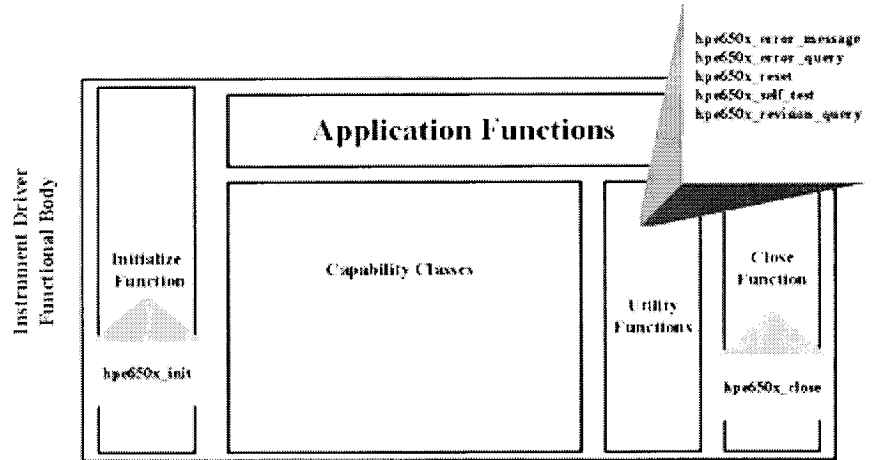 hpe650x_error_message
hpe650x_error_query
hpe650x_reset
hpe650x_self_test
hpe650x_revision_query
Application Functions
Instrument Driver
Functional Body
Initialize
Function
Capability Classes
Utility
Functions
Close
Function
hpe650x_init
hpe650x_close